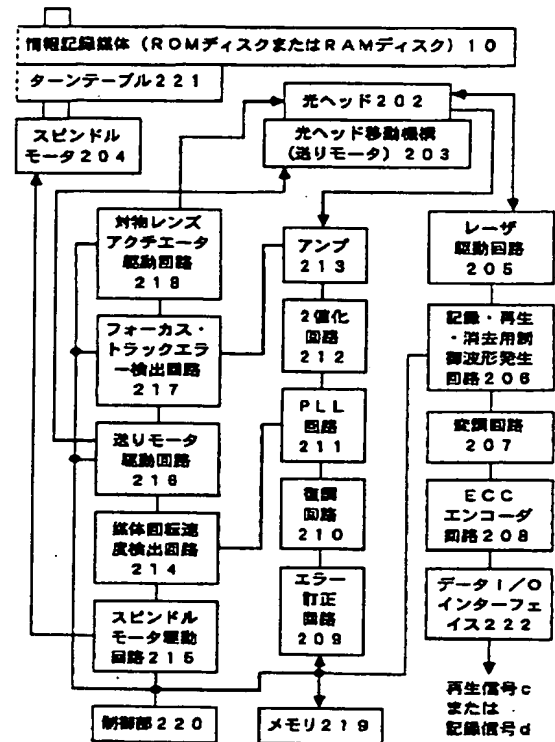 情報記録媒体（ROMディスクまたはRAMディスク）10
ターンテーブル221
スピンドル
モータ204
光ヘッド202
光ヘッド移動機構
(送りモータ）203
対物レンズ
アクチエータ
駆動回路
218
フォーカス・
トラックエラ
ー検出回路
217
送りモータ
駆動回路
216
媒体回転速
度検出回路
214
スピンドル
モータ駆動
回路215
制御部220
アンプ
213
2値化
回路
212
PLL
回路
211
復調
回路
210
エラー
訂正
回路
209
メモリ219
レーザ
駆動回路
205
記録・再生
・消去用制
御波形発生
回路206
変調回路
207
ECC
エンコーダ
回路208
データI/O
インターフェ
イス222
再生信号c
または
記録信号d